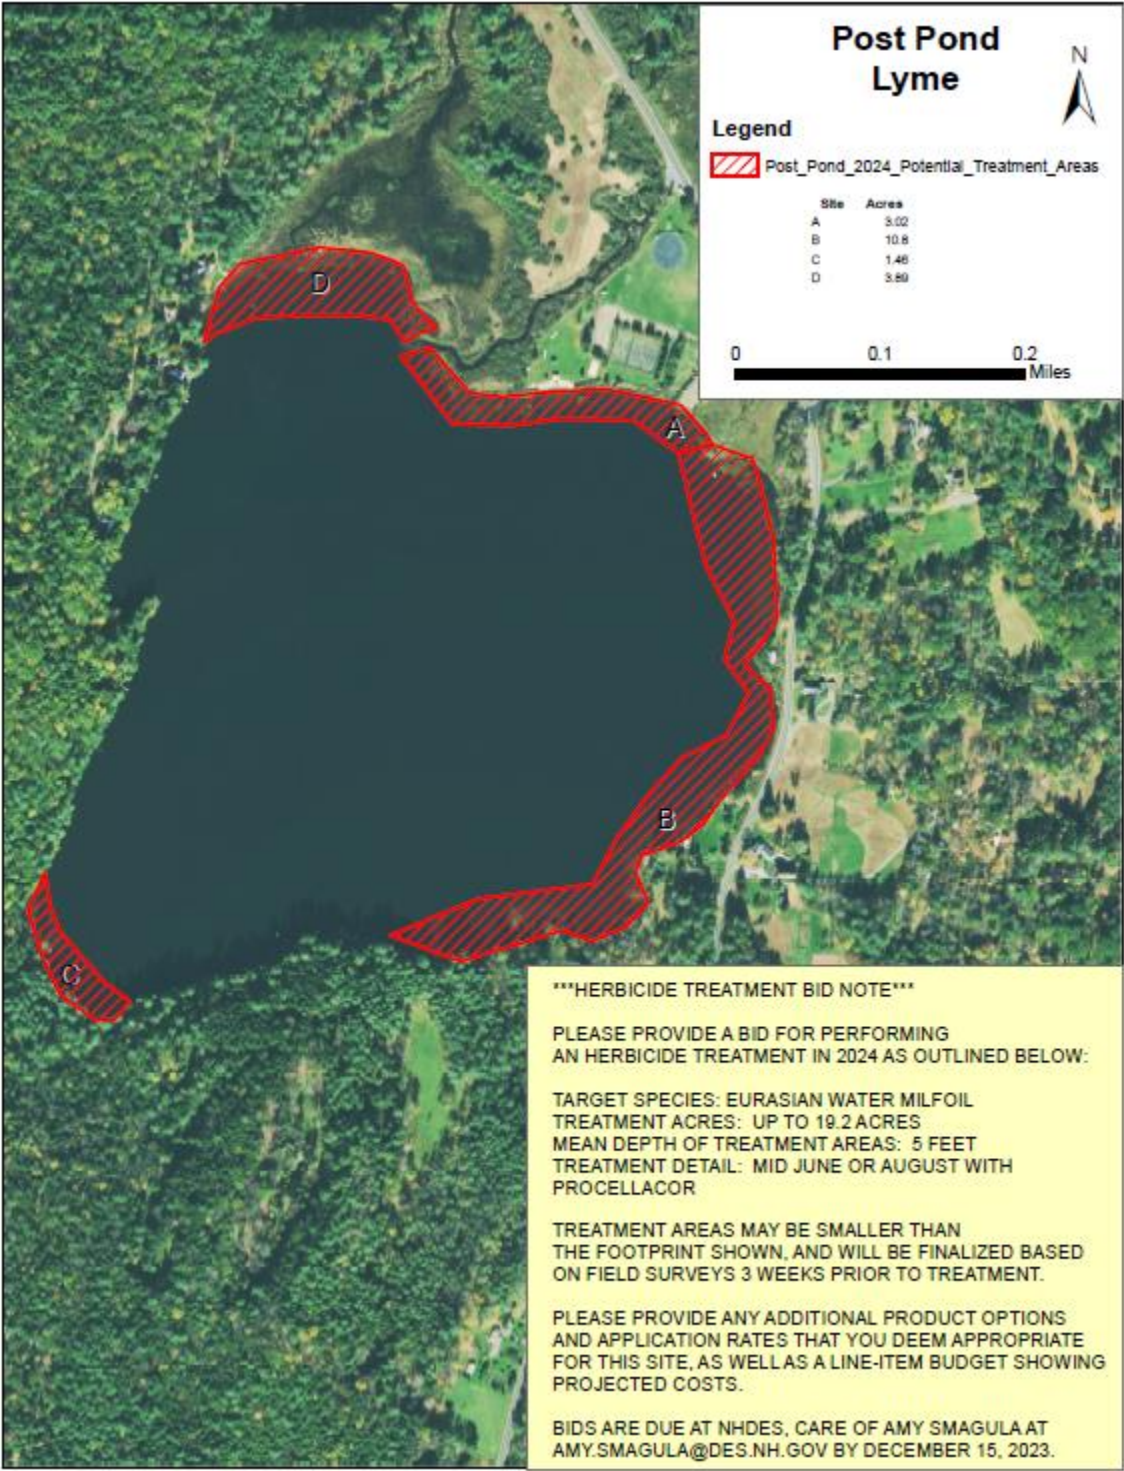 Post Pond
Lyme
N
Legend
Post_Pond_2024_Potential_Treatment_Areas
Site Acres
A 3.02
B 10.8
C 1.46
D 3.89
0 0.1 0.2
Miles
D
A
B
C
***HERBICIDE TREATMENT BID NOTE***
PLEASE PROVIDE A BID FOR PERFORMING
AN HERBICIDE TREATMENT IN 2024 AS OUTLINED BELOW:
TARGET SPECIES: EURASIAN WATER MILFOIL
TREATMENT ACRES: UP TO 19.2 ACRES
MEAN DEPTH OF TREATMENT AREAS: 5 FEET
TREATMENT DETAIL: MID JUNE OR AUGUST WITH
PROCELLACOR
TREATMENT AREAS MAY BE SMALLER THAN
THE FOOTPRINT SHOWN, AND WILL BE FINALIZED BASED
ON FIELD SURVEYS 3 WEEKS PRIOR TO TREATMENT.
PLEASE PROVIDE ANY ADDITIONAL PRODUCT OPTIONS
AND APPLICATION RATES THAT YOU DEEM APPROPRIATE
FOR THIS SITE, AS WELL AS A LINE-ITEM BUDGET SHOWING
PROJECTED COSTS.
BIDS ARE DUE AT NHDES, CARE OF AMY SMAGULA AT
AMY.SMAGULA@DES.NH.GOV BY DECEMBER 15, 2023.